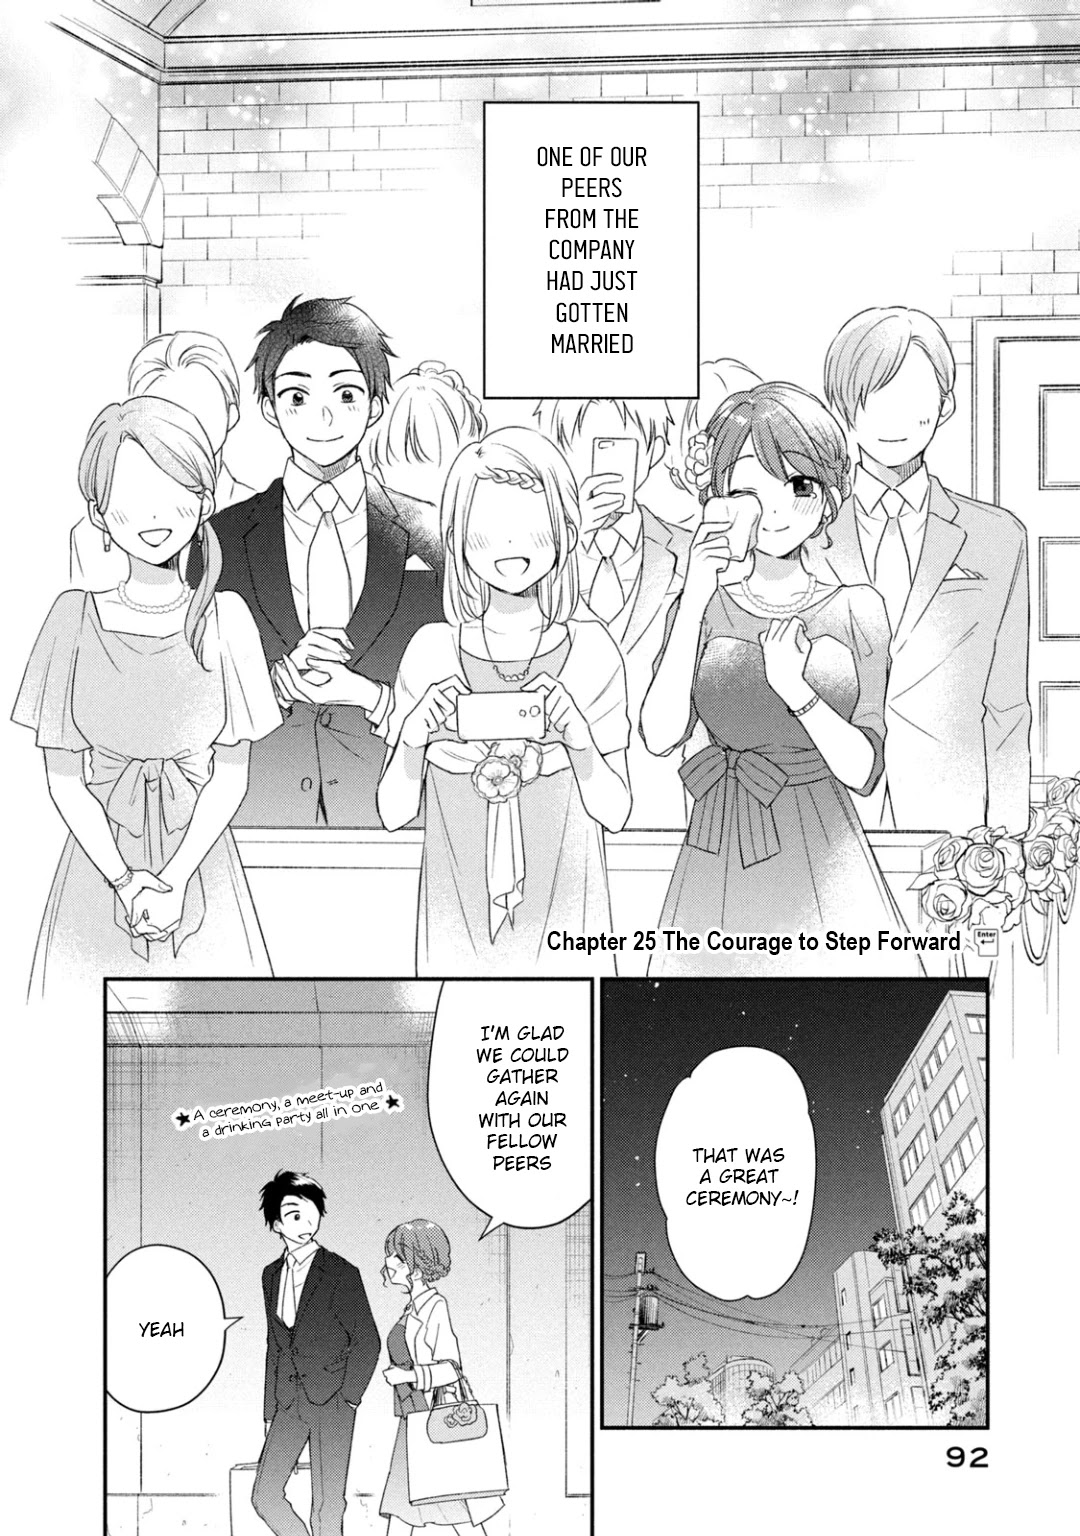 ONE OF OUR
PEERS
FROM THE
COMPANY
HAD JUST
GOTTEN
MARRIED
Chapter 25 The Courage to Step Forward
Enter
THAT WAS
A GREAT
CEREMONY~!
I'M GLAD
WE COULD
GATHER
AGAIN
WITH OUR
FELLOW
PEERS
★A ceremony, a meet-up and
a drinking party all in one★
YEAH
92